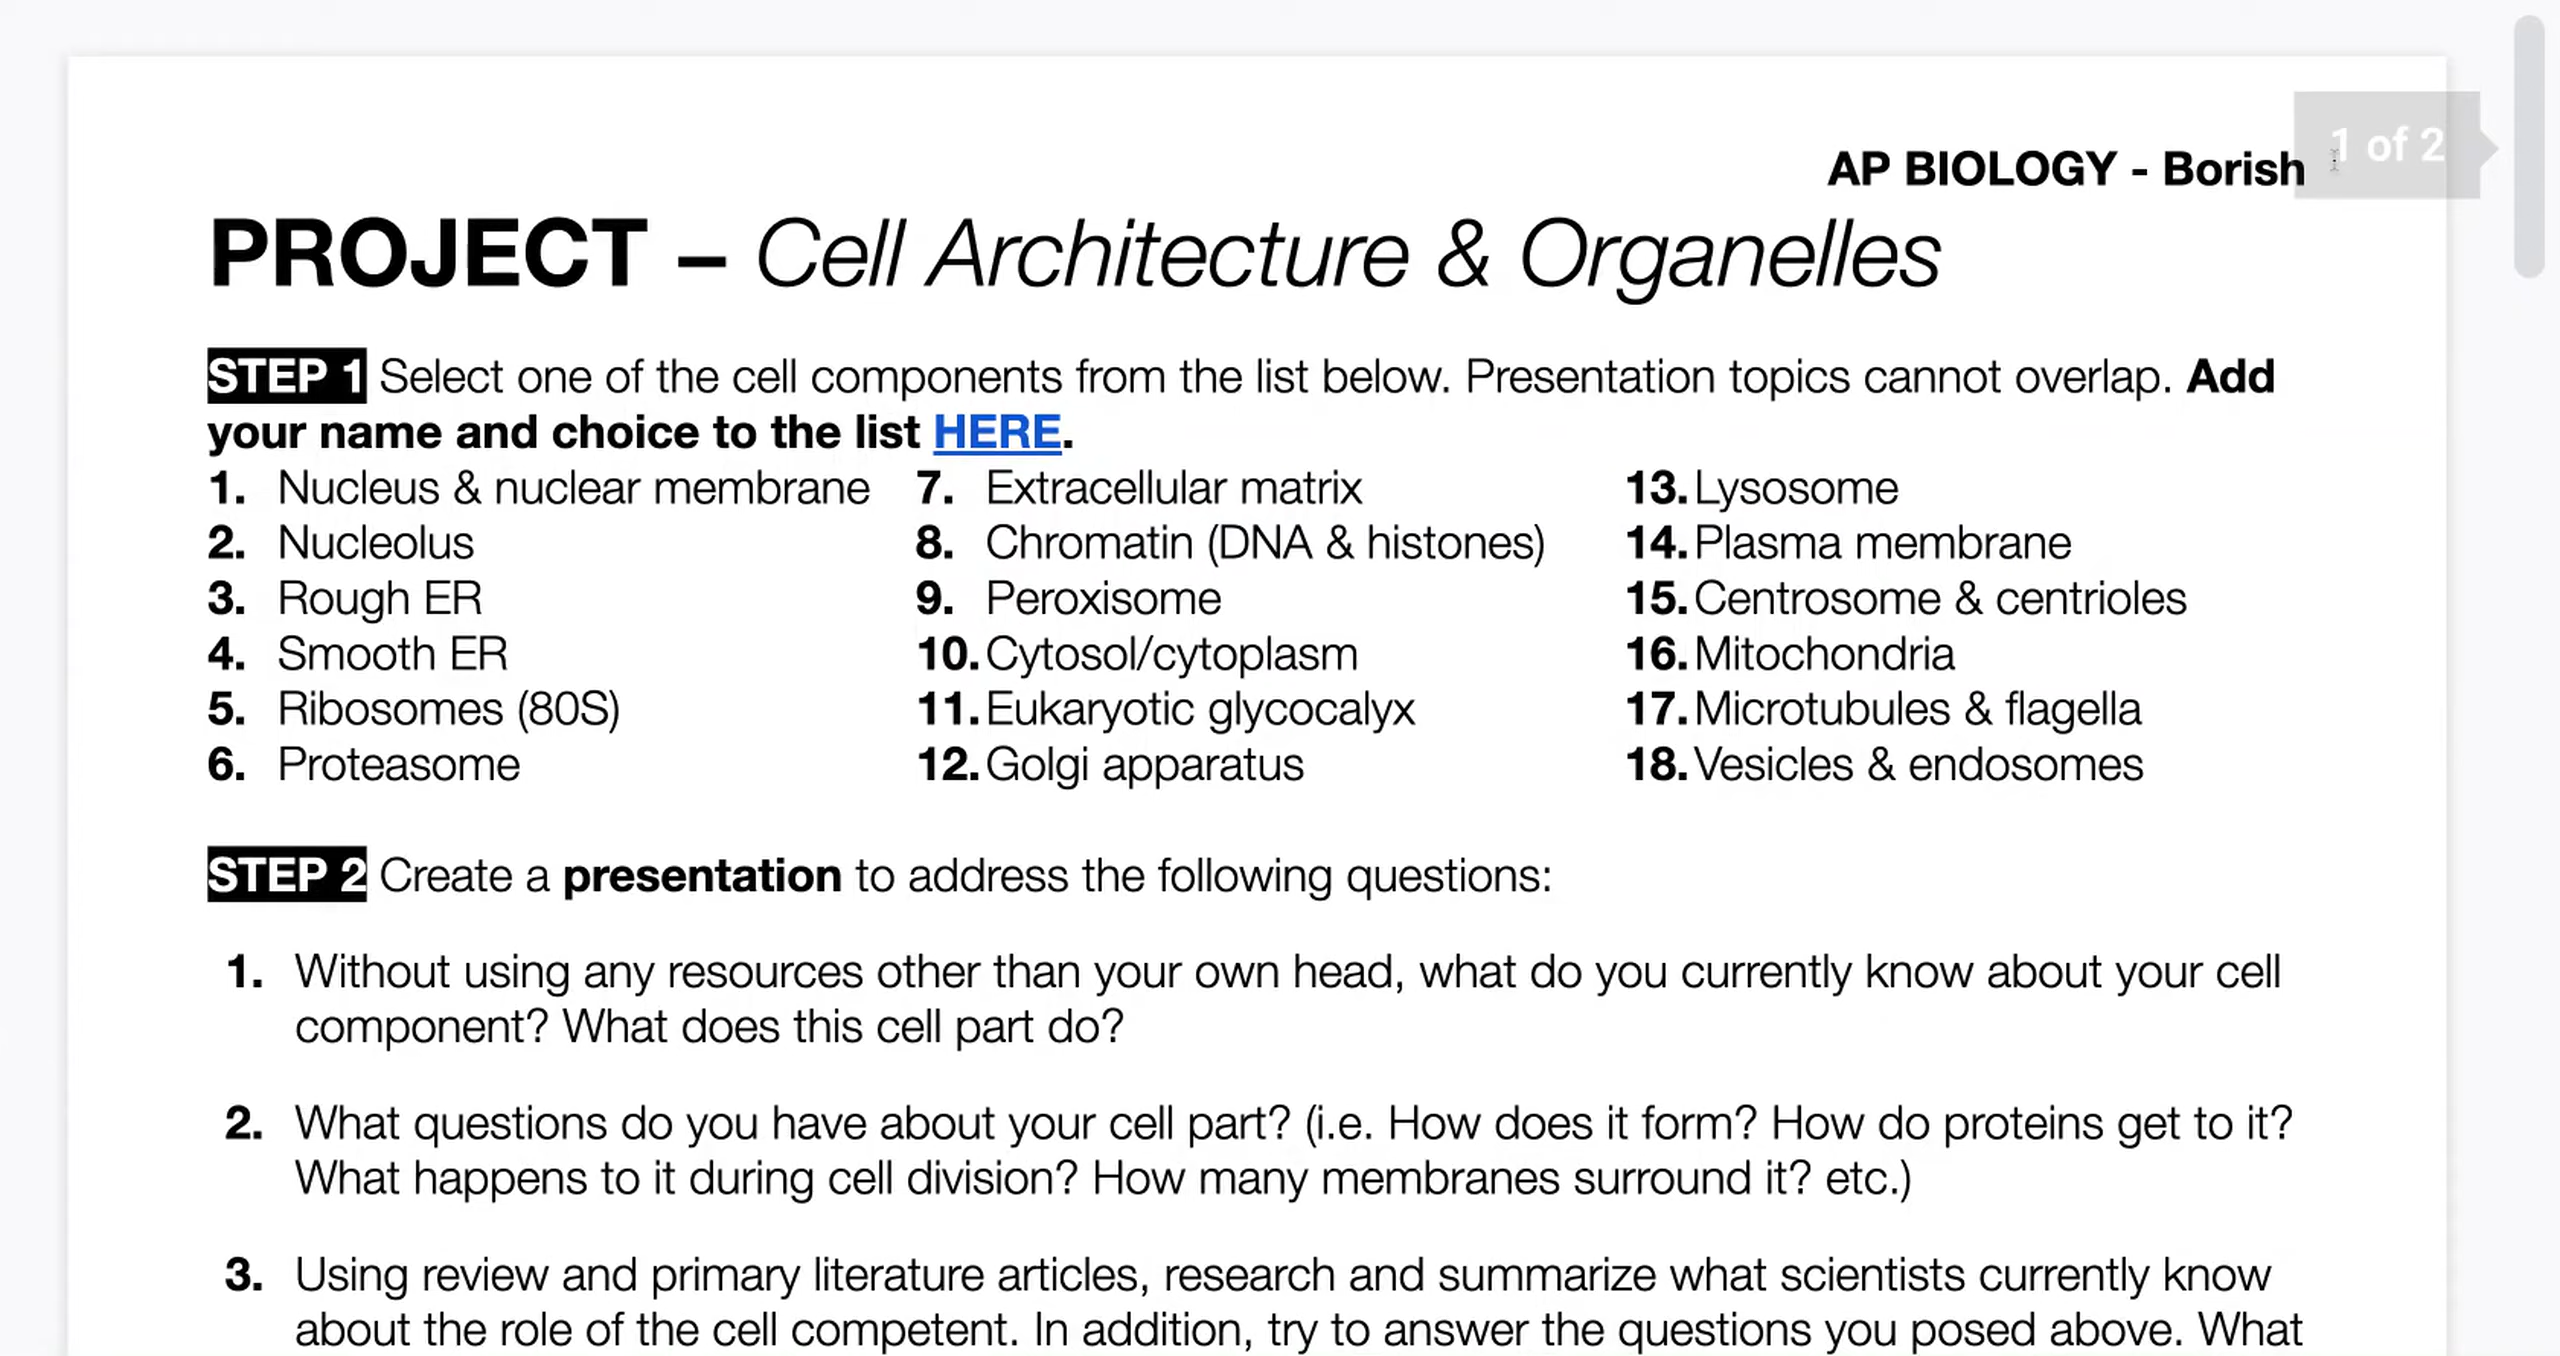 1 of 2
AP BIOLOGY - Borish
PROJECT – Cell Architecture & Organelles
STEP 1 Select one of the cell components from the list below. Presentation topics cannot overlap. Add
your name and choice to the list HERE.
1. Nucleus & nuclear membrane
2. Nucleolus
3. Rough ER
4. Smooth ER
5. Ribosomes (80S)
6. Proteasome
7. Extracellular matrix
8. Chromatin (DNA & histones)
9. Peroxisome
10. Cytosol/cytoplasm
11. Eukaryotic glycocalyx
12. Golgi apparatus
13. Lysosome
14. Plasma membrane
15. Centrosome & centrioles
16. Mitochondria
17. Microtubules & flagella
18. Vesicles & endosomes
STEP 2 Create a presentation to address the following questions:
1. Without using any resources other than your own head, what do you currently know about your cell
component? What does this cell part do?
2. What questions do you have about your cell part? (i.e. How does it form? How do proteins get to it?
What happens to it during cell division? How many membranes surround it? etc.)
3. Using review and primary literature articles, research and summarize what scientists currently know
about the role of the cell competent. In addition, try to answer the questions you posed above. What